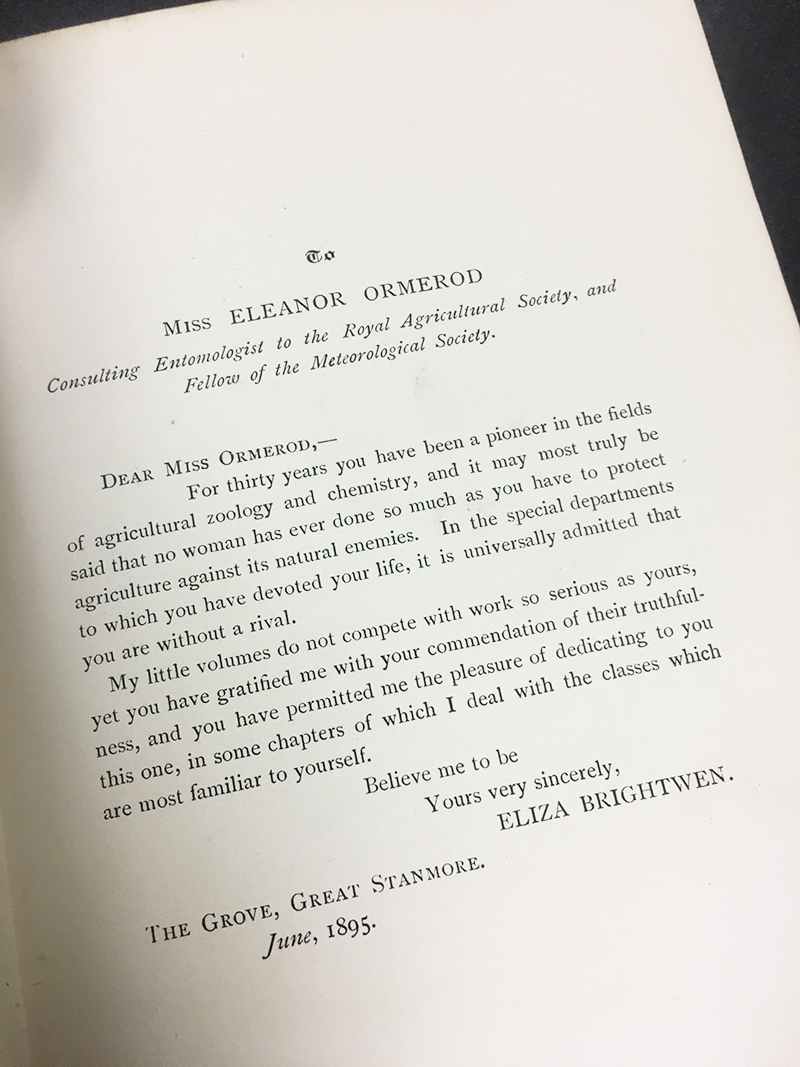 To
Miss ELEANOR ORMEROD
Consulting Entomologist to the Royal Agricultural Society, and
Fellow of the Meteorological Society.
Dear Miss Ormerod,—
For thirty years you have been a pioneer in the fields
of agricultural zoology and chemistry, and it may most truly be
said that no woman has ever done so much as you have to protect
agriculture against its natural enemies. In the special departments
to which you have devoted your life, it is universally admitted that
you are without a rival.
My little volumes do not compete with work so serious as yours,
yet you have gratified me with your commendation of their truthful-
ness, and you have permitted me the pleasure of dedicating to you
this one, in some chapters of which I deal with the classes which
are most familiar to yourself.
Believe me to be
Yours very sincerely,
ELIZA BRIGHTWEN.
The Grove, Great Stanmore.
June, 1895.